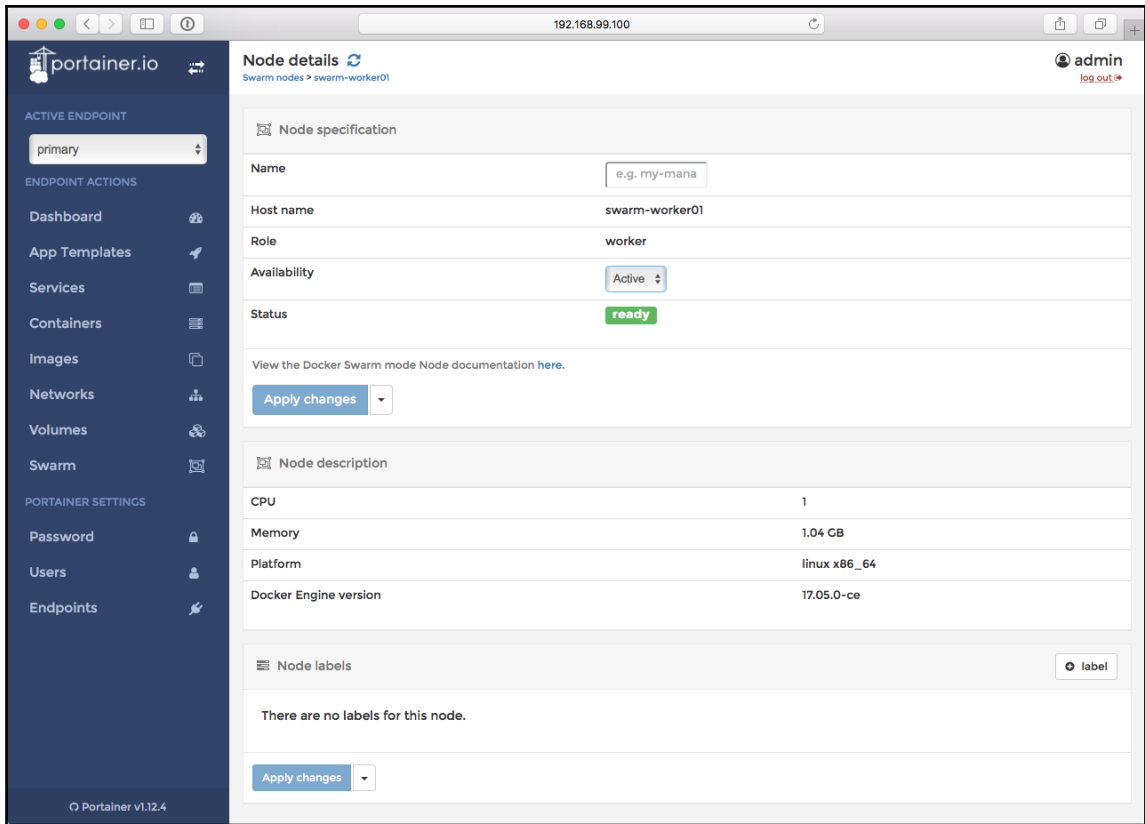 192.168.99.100
portainer.io
Node details
admin
Swarm nodes > swarm-worker01
log out
ACTIVE ENDPOINT
primary
ENDPOINT ACTIONS
Dashboard
App Templates
Services
Containers
Images
Networks
Volumes
Swarm
PORTAINER SETTINGS
Password
Users
Endpoints
Portainer v1.12.4
Node specification
Name e.g. my-mana
Host name swarm-worker01
Role worker
Availability Active
Status ready
View the Docker Swarm mode Node documentation here.
Apply changes
Node description
CPU 1
Memory 1.04 GB
Platform linux x86_64
Docker Engine version 17.05.0-ce
Node labels
label
There are no labels for this node.
Apply changes